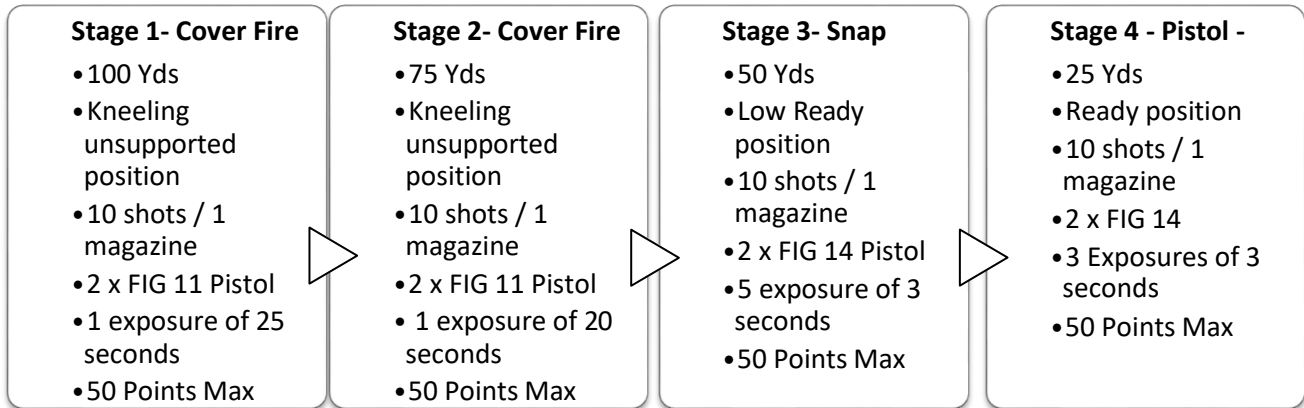 Stage 1- Cover Fire
•100 Yds
•Kneeling
unsupported
position
•10 shots / 1
magazine
•2 x FIG 11 Pistol
•1 exposure of 25
seconds
•50 Points Max
Stage 2- Cover Fire
•75 Yds
•Kneeling
unsupported
position
•10 shots / 1
magazine
•2 x FIG 11 Pistol
• 1 exposure of 20
seconds
•50 Points Max
Stage 3- Snap
•50 Yds
•Low Ready
position
•10 shots / 1
magazine
•2 x FIG 14 Pistol
•5 exposure of 3
seconds
•50 Points Max
Stage 4 - Pistol -
•25 Yds
•Ready position
•10 shots / 1
magazine
•2 x FIG 14
•3 Exposures of 3
seconds
•50 Points Max